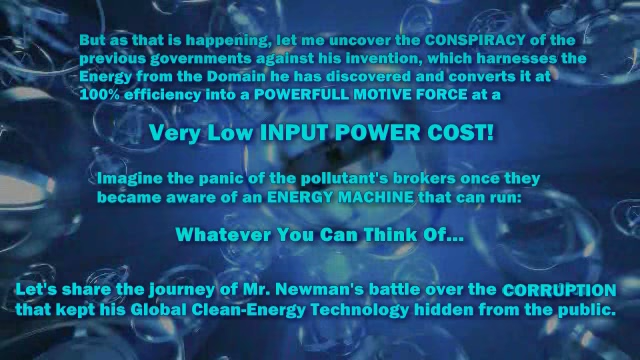 But as that is happening, let me uncover the CONSPIRACY of the
previous governments against his invention, which harnesses the
Energy from the Domain he has discovered and converts it at
100% efficiency into a POWERFULL MOTIVE FORCE at a
Very Low INPUT POWER COST!
Imagine the panic of the pollutant's brokers once they
became aware of an ENERGY MACHINE that can run:
Whatever You Can Think Of...
Let's share the journey of Mr. Newman's battle over the CORRUPTION
that kept his Global Clean-Energy Technology hidden from the public.